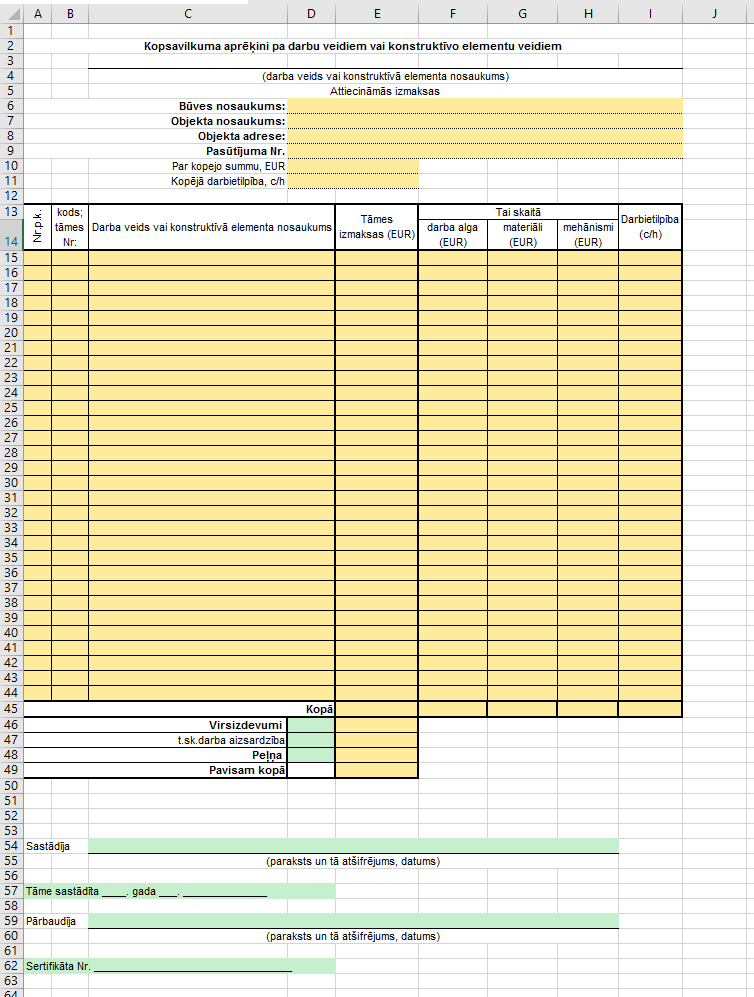 A B C D E F G H I J
1
2 Kopsavilkuma aprēķini pa darbu veidiem vai konstruktīvo elementu veidiem
3
4 (darba veids vai konstruktīvā elementa nosaukums)
5 Attiecināmās izmaksas
6 Būves nosaukums:
7 Objekta nosaukums:
8 Objekta adrese:
9 Pasūtījuma Nr.
10 Par kopejo summu, EUR
11 Kopējā darbietilpība, c/h
12
13 Nr.p.k. kods; tāmes Nr: Darba veids vai konstruktīvā elementa nosaukums Tāmes izmaksas (EUR) Tai skaitā Darbietilpība (c/h)
14 darba alga (EUR) materiāli (EUR) mehānismi (EUR)
15
16
17
18
19
20
21
22
23
24
25
26
27
28
29
30
31
32
33
34
35
36
37
38
39
40
41
42
43
44
45 Kopā
46 Virsizdevumi
47 t.sk.darba aizsardzība
48 Peļņa
49 Pavisam kopā
50
51
52
53
54 Sastādīja
55 (paraksts un tā atšifrējums, datums)
56
57 Tāme sastādīta ____. gada ___. ______________
58
59 Pārbaudīja
60 (paraksts un tā atšifrējums, datums)
61
62 Sertifikāta Nr. _________________________________
63
64